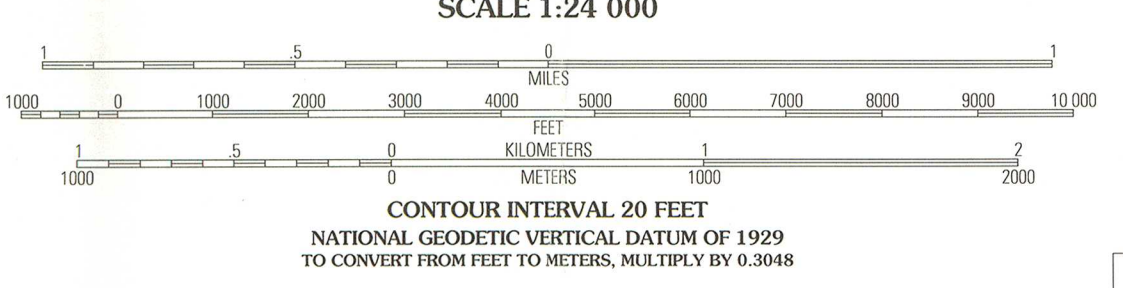 SCALE 1:24 000
1 .5 0 1
MILES
1000 0 1000 2000 3000 4000 5000 6000 7000 8000 9000 10 000
FEET
1 .5 0 KILOMETERS 1 2
1000 0 METERS 1000 2000
CONTOUR INTERVAL 20 FEET
NATIONAL GEODETIC VERTICAL DATUM OF 1929
TO CONVERT FROM FEET TO METERS, MULTIPLY BY 0.3048